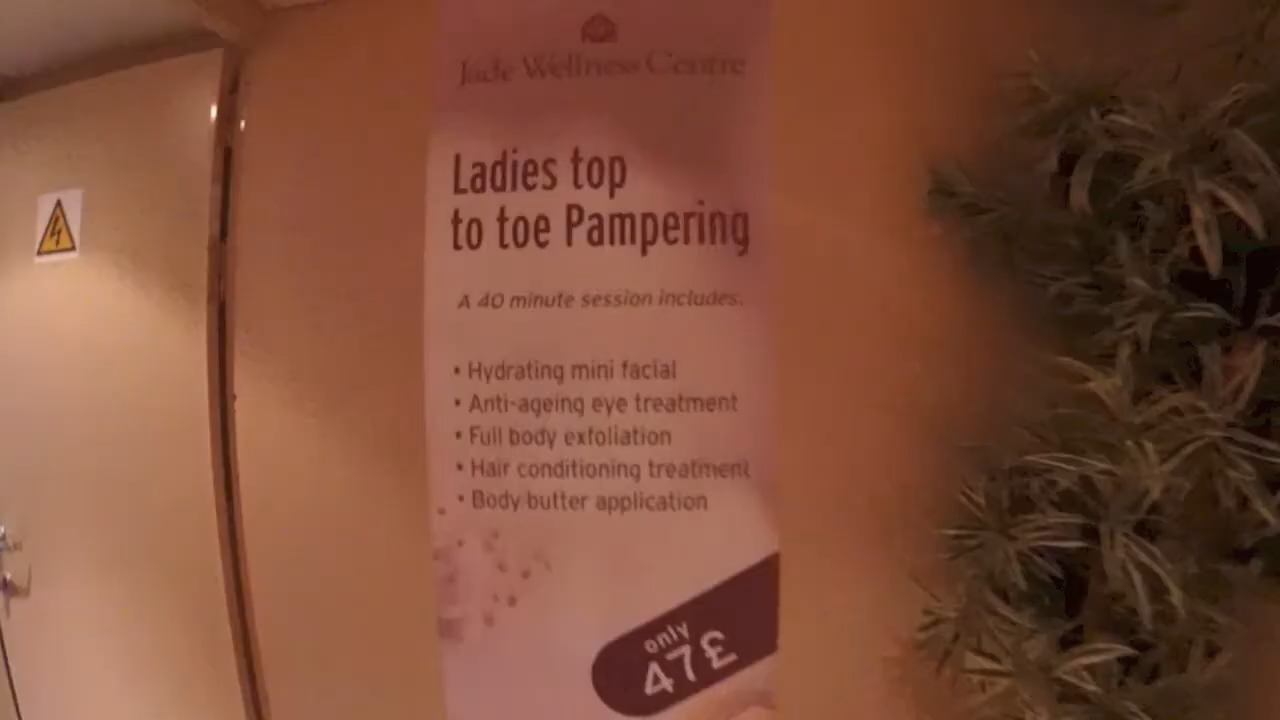 Jade Wellness Centre
Ladies top
to toe Pampering
A 40 minute session includes:
• Hydrating mini facial
• Anti-ageing eye treatment
• Full body exfoliation
• Hair conditioning treatment
• Body butter application
only
47£